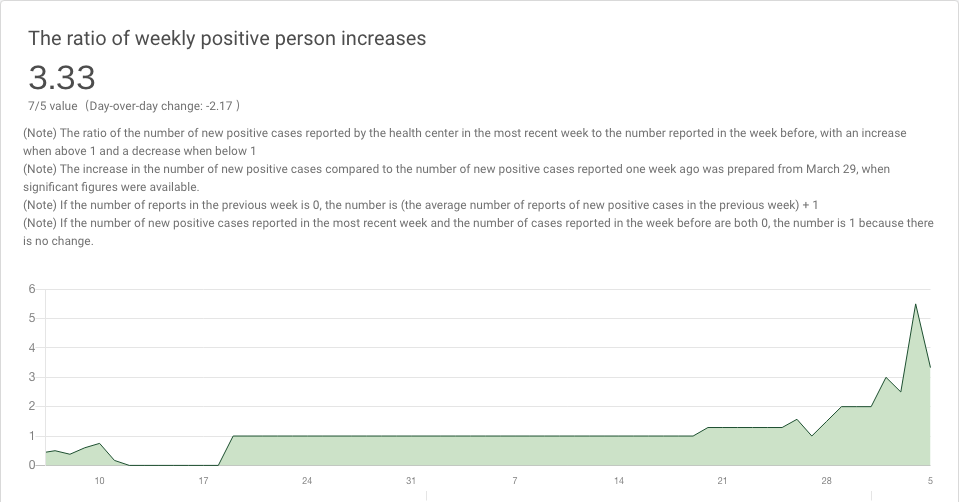 The ratio of weekly positive person increases
3.33
7/5 value (Day-over-day change: -2.17 )
(Note) The ratio of the number of new positive cases reported by the health center in the most recent week to the number reported in the week before, with an increase
when above 1 and a decrease when below 1
(Note) The increase in the number of new positive cases compared to the number of new positive cases reported one week ago was prepared from March 29, when
significant figures were available.
(Note) If the number of reports in the previous week is 0, the number is (the average number of reports of new positive cases in the previous week) + 1
(Note) If the number of new positive cases reported in the most recent week and the number of cases reported in the week before are both 0, the number is 1 because there
is no change.
6
5
4
3
2
1
0
10 17 24 31 7 14 21 28 5